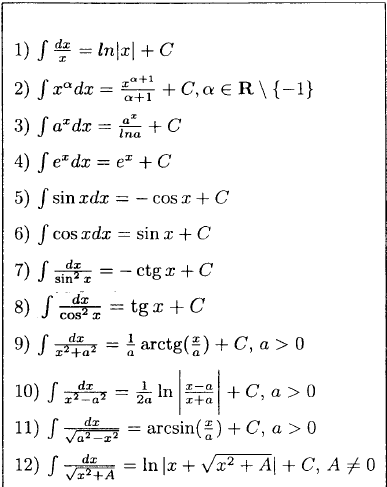 1) ∫ dx/x = ln|x| + C
2) ∫ x^α dx = x^(α+1)/(α+1) + C, α ∈ R \ {−1}
3) ∫ a^x dx = a^x/lna + C
4) ∫ e^x dx = e^x + C
5) ∫ sin xdx = − cos x + C
6) ∫ cos xdx = sin x + C
7) ∫ dx/sin² x = − ctg x + C
8) ∫ dx/cos² x = tg x + C
9) ∫ dx/(x²+a²) = 1/a arctg(x/a) + C, a > 0
10) ∫ dx/(x²−a²) = 1/2a ln |(x−a)/(x+a)| + C, a > 0
11) ∫ dx/√(a²−x²) = arcsin(x/a) + C, a > 0
12) ∫ dx/√(x²+A) = ln |x + √(x² + A)| + C, A ≠ 0